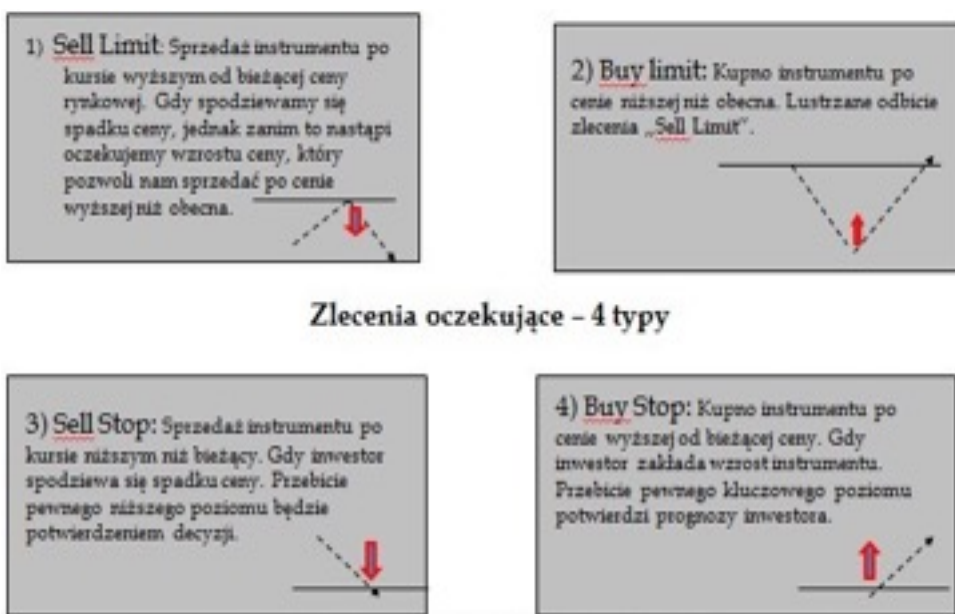 1) Sell Limit: Sprzedaż instrumentu po
kursie wyższym od bieżącej ceny
rynkowej. Gdy spodziewamy się
spadku ceny, jednak zanim to nastąpi
oczekujemy wzrostu ceny, który
pozwoli nam sprzedać po cenie
wyższej niż obecna.
2) Buy limit: Kupno instrumentu po
cenie niższej niż obecna. Lustrzane odbicie
zlecenia „Sell Limit”.
Zlecenia oczekujące – 4 typy
3) Sell Stop: Sprzedaż instrumentu po
kursie niższym niż bieżący. Gdy inwestor
spodziewa się spadku ceny. Przebicie
pewnego niższego poziomu będzie
potwierdzeniem decyzji.
4) Buy Stop: Kupno instrumentu po
cenie wyższej od bieżącej ceny. Gdy
inwestor zakłada wzrost instrumentu.
Przebicie pewnego kluczowego poziomu
potwierdzi prognozy inwestora.